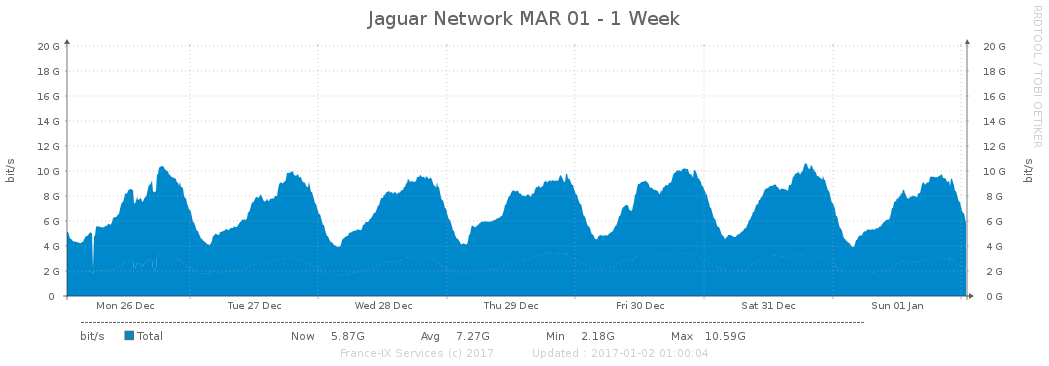 Jaguar Network MAR 01 - 1 Week
RRDTOOL / TOBI OETIKER
bit/s
bit/s
20 G 20 G
18 G 18 G
16 G 16 G
14 G 14 G
12 G 12 G
10 G 10 G
8 G 8 G
6 G 6 G
4 G 4 G
2 G 2 G
0 0 G
Mon 26 Dec Tue 27 Dec Wed 28 Dec Thu 29 Dec Fri 30 Dec Sat 31 Dec Sun 01 Jan
bit/s Total Now 5.87G Avg 7.27G Min 2.18G Max 10.59G
France-IX Services (c) 2017 Updated : 2017-01-02 01:00:04